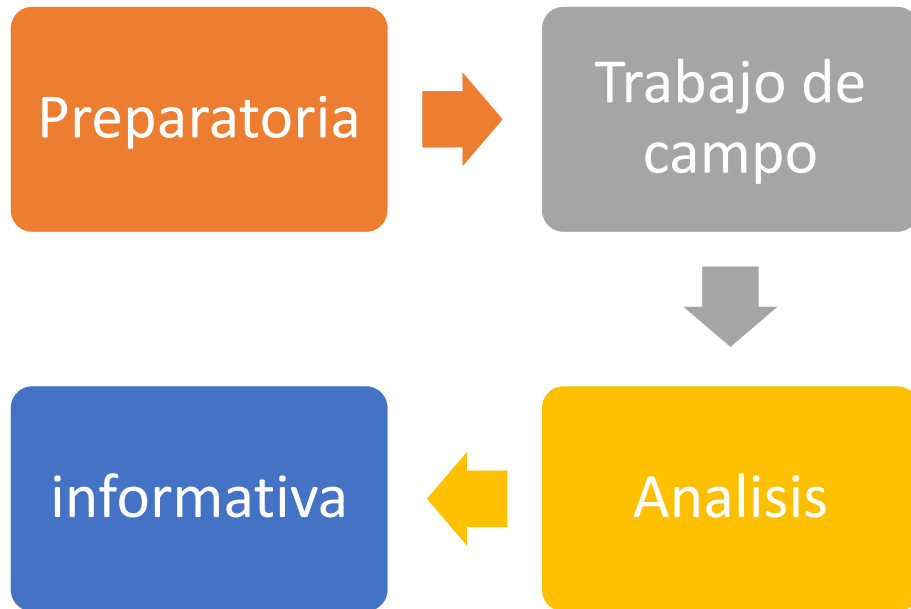 Preparatoria
Trabajo de
campo
Analisis
informativa